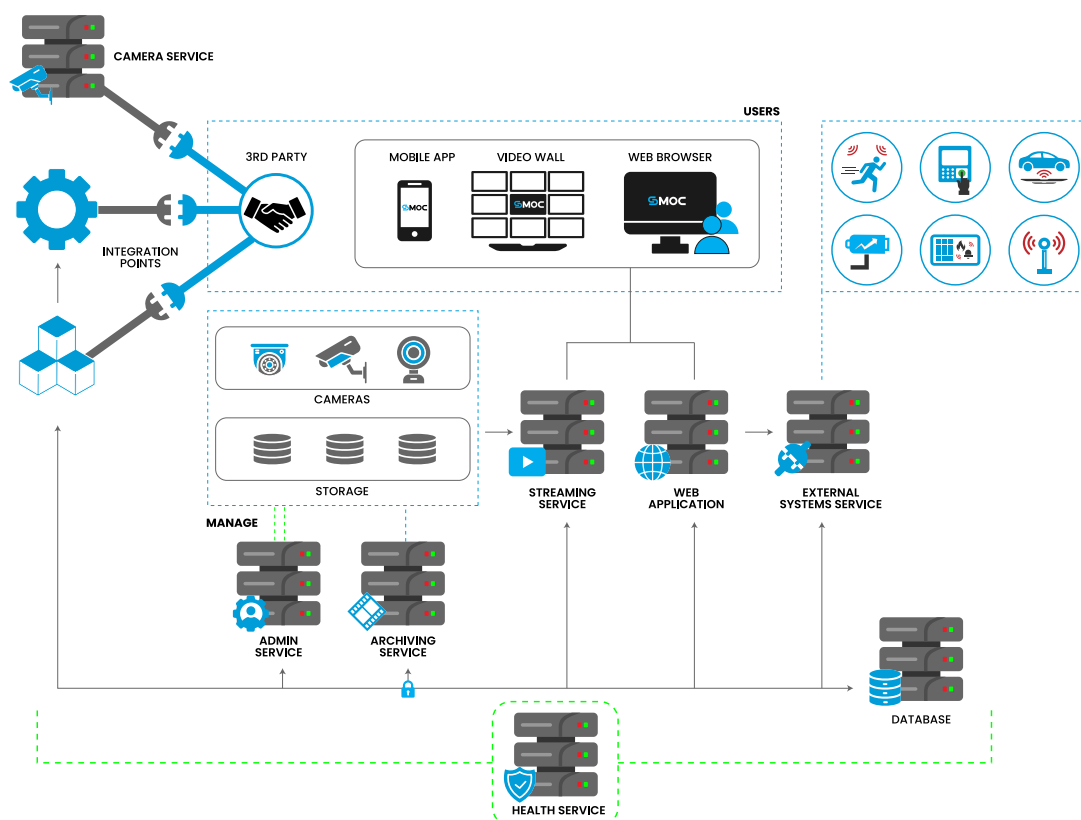 CAMERA SERVICE
USERS
3RD PARTY
MOBILE APP
VIDEO WALL
WEB BROWSER
SMOC
SMOC
SMOC
INTEGRATION
POINTS
CAMERAS
STORAGE
MANAGE
STREAMING
SERVICE
WEB
APPLICATION
EXTERNAL
SYSTEMS SERVICE
ADMIN
SERVICE
ARCHIVING
SERVICE
DATABASE
HEALTH SERVICE